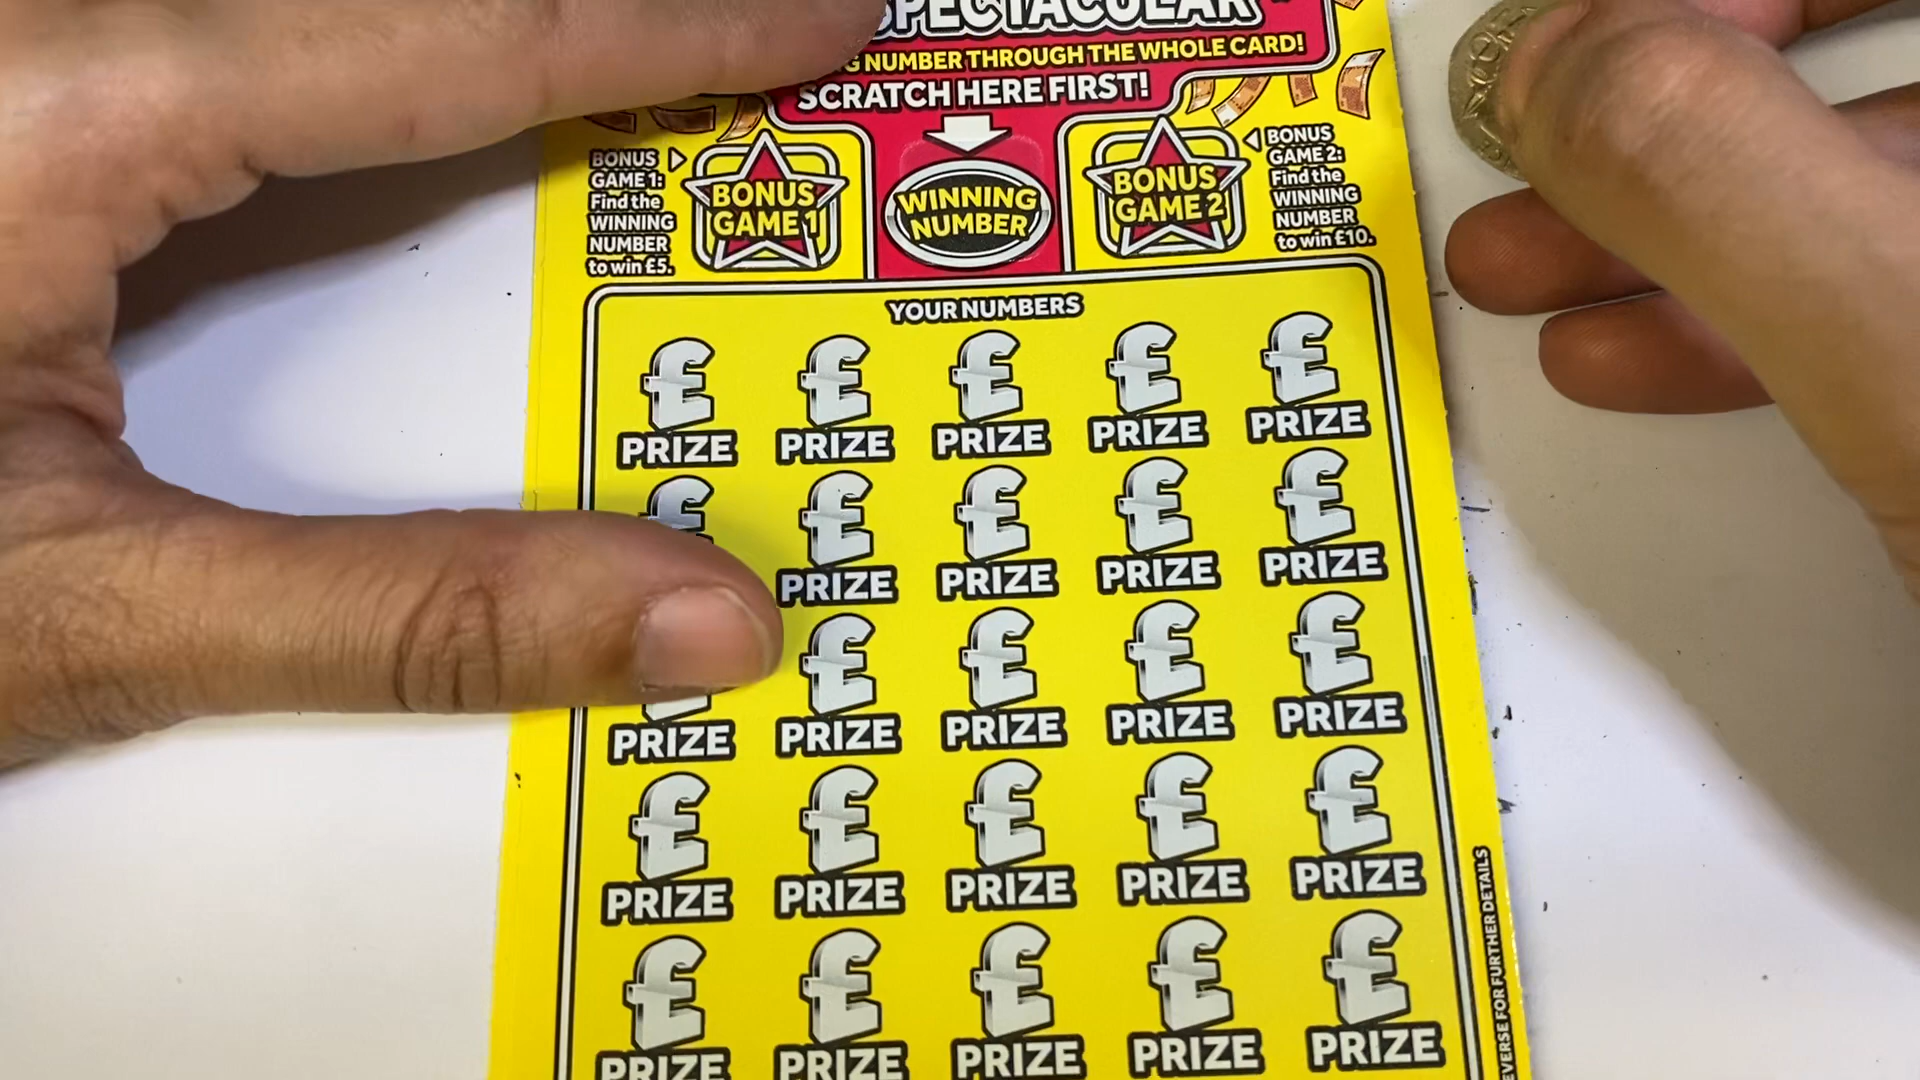 SPECTACULAR
NUMBER THROUGH THE WHOLE CARD!
SCRATCH HERE FIRST!
BONUS
GAME 1:
Find the
WINNING
NUMBER
to win £5.
BONUS
GAME 1
WINNING
NUMBER
BONUS
GAME 2
BONUS
GAME 2:
Find the
WINNING
NUMBER
to win £10.
YOUR NUMBERS
£ £ £ £ £
PRIZE PRIZE PRIZE PRIZE PRIZE
£ £ £ £ £
PRIZE PRIZE PRIZE PRIZE
£ £ £ £
PRIZE PRIZE PRIZE PRIZE PRIZE
£ £ £ £ £
PRIZE PRIZE PRIZE PRIZE PRIZE
£ £ £ £ £
PRIZE PRIZE PRIZE PRIZE PRIZE
FOR FURTHER DETAILS